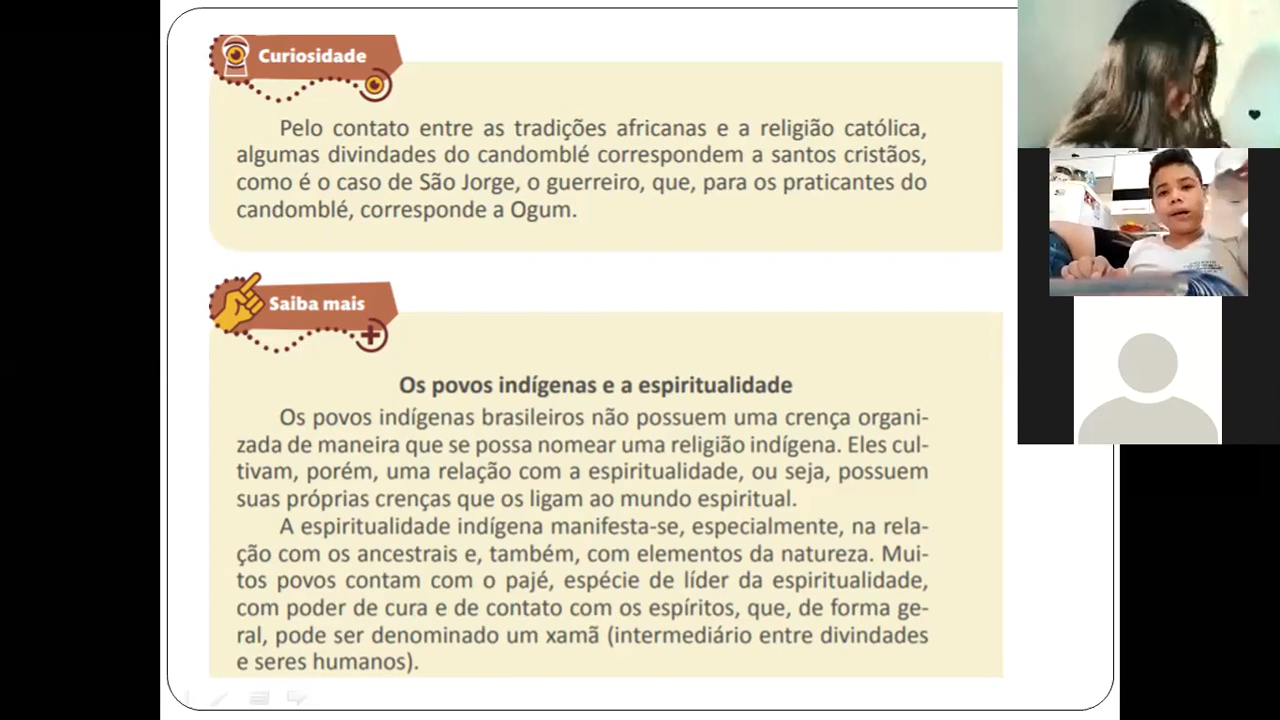 Curiosidade
Pelo contato entre as tradições africanas e a religião católica,
algumas divindades do candomblé correspondem a santos cristãos,
como é o caso de São Jorge, o guerreiro, que, para os praticantes do
candomblé, corresponde a Ogum.
Saiba mais
Os povos indígenas e a espiritualidade
Os povos indígenas brasileiros não possuem uma crença organi-
zada de maneira que se possa nomear uma religião indígena. Eles cul-
tivam, porém, uma relação com a espiritualidade, ou seja, possuem
suas próprias crenças que os ligam ao mundo espiritual.
A espiritualidade indígena manifesta-se, especialmente, na rela-
ção com os ancestrais e, também, com elementos da natureza. Mui-
tos povos contam com o pajé, espécie de líder da espiritualidade,
com poder de cura e de contato com os espíritos, que, de forma ge-
ral, pode ser denominado um xamã (intermediário entre divindades
e seres humanos).